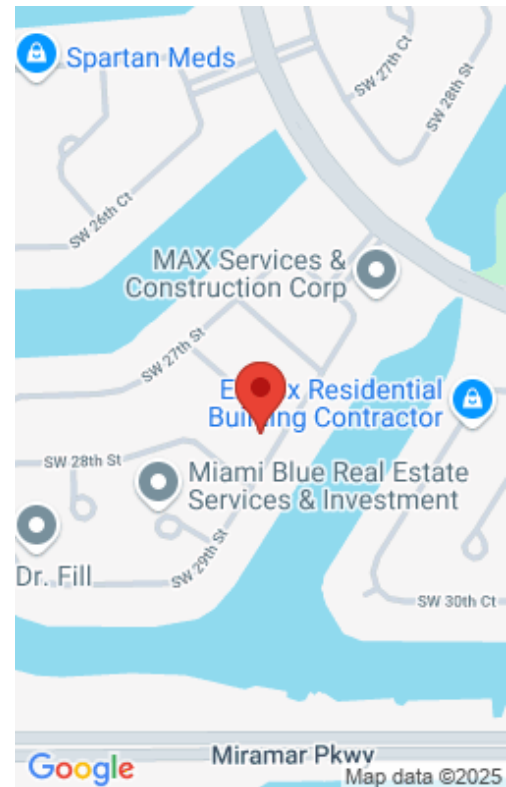 Spartan Meds
SW 27th Ct
SW 28th St
SW 26th Ct
MAX Services &
Construction Corp
SW 27th St
Residential
Contractor
SW 28th St
Miami Blue Real Estate
Services & Investment
Dr. Fill
SW 29th St
SW 30th Ct
Miramar Pkwy
Google
Map data ©2025